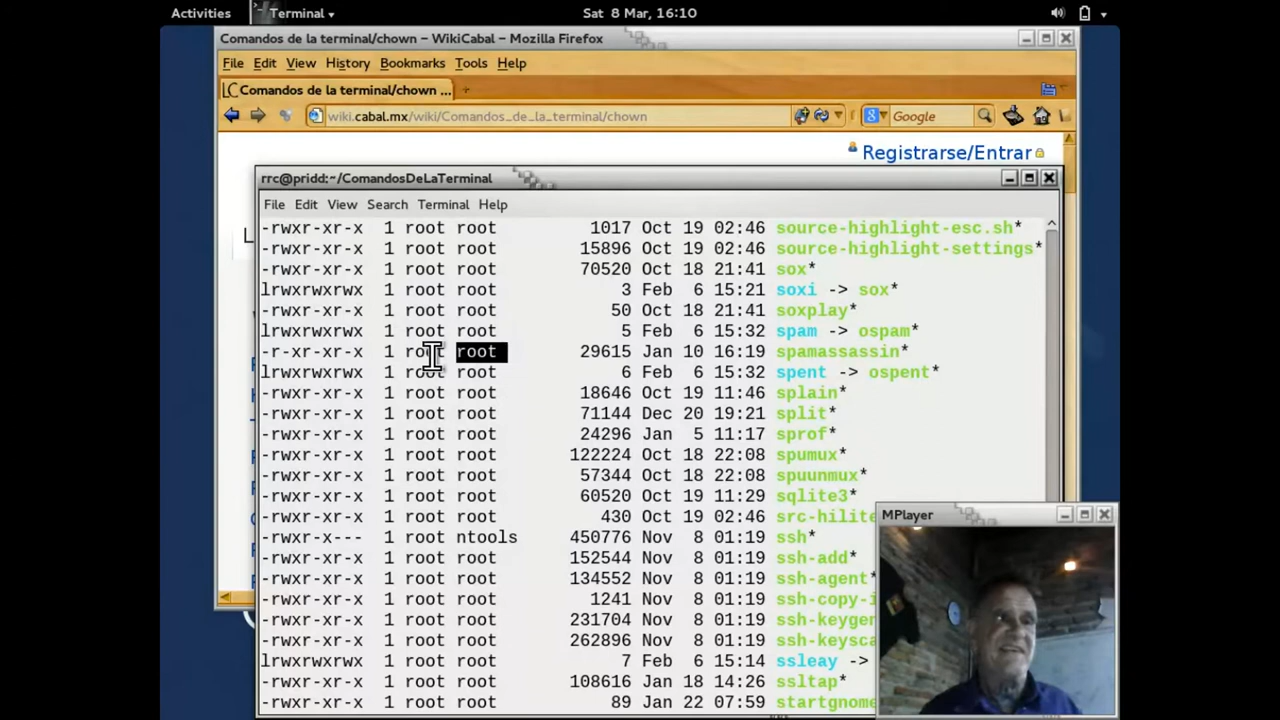 Activities Terminal Sat 8 Mar, 16:10
Comandos de la terminal/chown – WikiCabal – Mozilla Firefox
File Edit View History Bookmarks Tools Help
Comandos de la terminal/chown ...
wiki.cabal.mx/wiki/Comandos_de_la_terminal/chown Google
Registrarse/Entrar
rrc@pridd:~/ComandosDeLaTerminal
File Edit View Search Terminal Help
-rwxr-xr-x 1 root root 1017 Oct 19 02:46 source-highlight-esc.sh*
-rwxr-xr-x 1 root root 15896 Oct 19 02:46 source-highlight-settings*
-rwxr-xr-x 1 root root 70520 Oct 18 21:41 sox*
lrwxrwxrwx 1 root root 3 Feb 6 15:21 soxi -> sox*
-rwxr-xr-x 1 root root 50 Oct 18 21:41 soxplay*
lrwxrwxrwx 1 root root 5 Feb 6 15:32 spam -> ospam*
-r-xr-xr-x 1 root root 29615 Jan 10 16:19 spamassassin*
lrwxrwxrwx 1 root root 6 Feb 6 15:32 spent -> ospent*
-rwxr-xr-x 1 root root 18646 Oct 19 11:46 splain*
-rwxr-xr-x 1 root root 71144 Dec 20 19:21 split*
-rwxr-xr-x 1 root root 24296 Jan 5 11:17 sprof*
-rwxr-xr-x 1 root root 122224 Oct 18 22:08 spumux*
-rwxr-xr-x 1 root root 57344 Oct 18 22:08 spuunmux*
-rwxr-xr-x 1 root root 60520 Oct 19 11:29 sqlite3*
-rwxr-xr-x 1 root root 430 Oct 19 02:46 src-hilite
MPlayer
-rwxr-x--- 1 root ntools 450776 Nov 8 01:19 ssh*
-rwxr-xr-x 1 root root 152544 Nov 8 01:19 ssh-add*
-rwxr-xr-x 1 root root 134552 Nov 8 01:19 ssh-agent*
-rwxr-xr-x 1 root root 1241 Nov 8 01:19 ssh-copy-i
-rwxr-xr-x 1 root root 231704 Nov 8 01:19 ssh-keygen
-rwxr-xr-x 1 root root 262896 Nov 8 01:19 ssh-keysca
lrwxrwxrwx 1 root root 7 Feb 6 15:14 ssleay ->
-rwxr-xr-x 1 root root 108616 Jan 18 14:26 ssltap*
-rwxr-xr-x 1 root root 89 Jan 22 07:59 startgnome